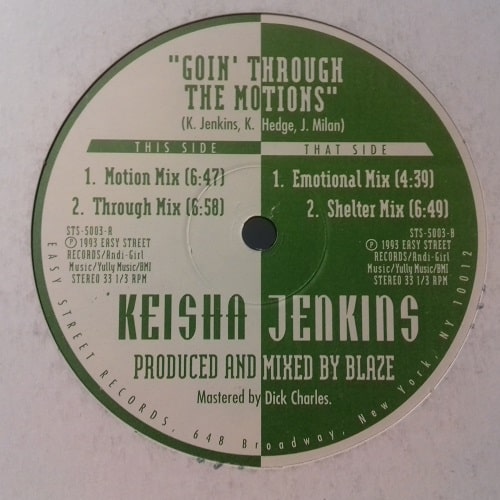 "GOIN' THROUGH
THE MOTIONS"
(K. Jenkins, K. Hedge, J. Milan)
THIS SIDE
1. Motion Mix (6:47)
2. Through Mix (6:58)
STS-5003-A
Ⓟ 1993 EASY STREET
RECORDS/Andi-Girl
Music/Yully Music/BMI
STEREO 33 1/3 RPM
THAT SIDE
1. Emotional Mix (4:39)
2. Shelter Mix (6:49)
STS-5003-B
Ⓟ 1993 EASY STREET
RECORDS/Andi-Girl
Music/Yully Music/BMI
STEREO 33 1/3 RPM
KEISHA JENKINS
PRODUCED AND MIXED BY BLAZE
Mastered by Dick Charles.
EASY STREET RECORDS, 648 Broadway, New York, NY 10012